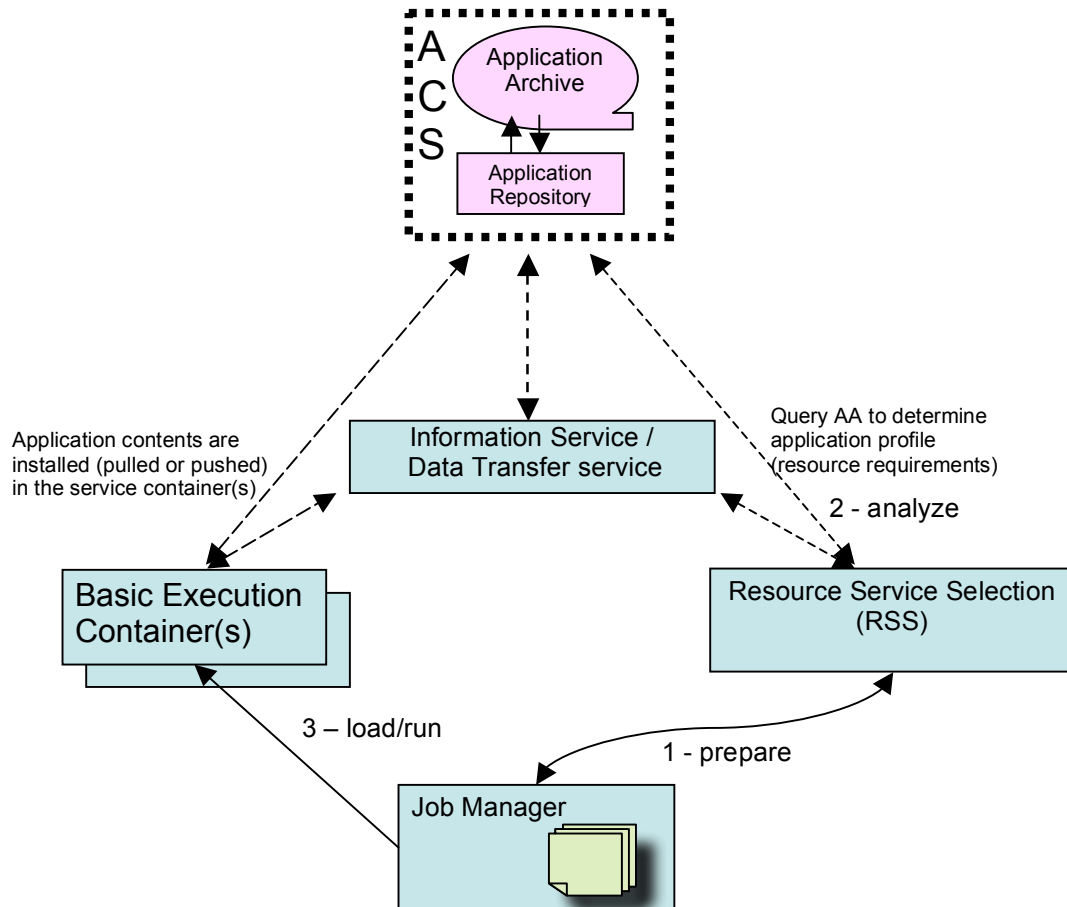 A
C
S
Application
Archive
Application
Repository
Application contents are
installed (pulled or pushed)
in the service container(s)
Information Service /
Data Transfer service
Query AA to determine
application profile
(resource requirements)
2 - analyze
Basic Execution
Container(s)
Resource Service Selection
(RSS)
3 – load/run
1 - prepare
Job Manager